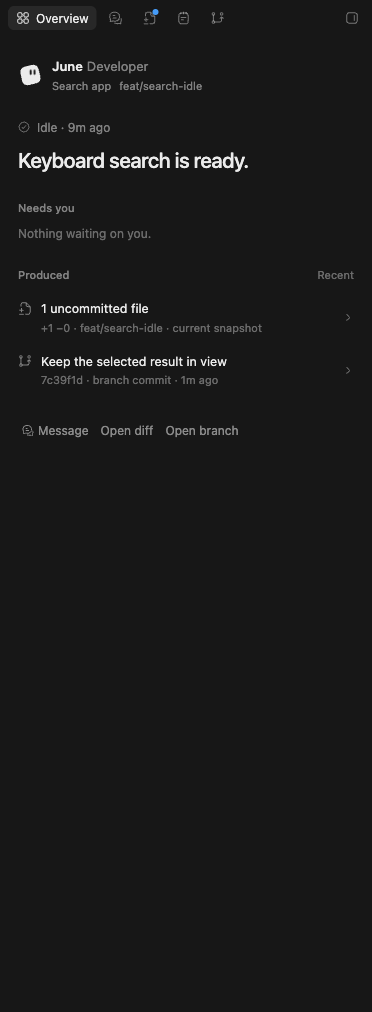 Overview
June Developer
Search app feat/search-idle
Idle · 9m ago
Keyboard search is ready.
Needs you
Nothing waiting on you.
Produced Recent
1 uncommitted file
+1 −0 · feat/search-idle · current snapshot
Keep the selected result in view
7c39f1d · branch commit · 1m ago
Message Open diff Open branch